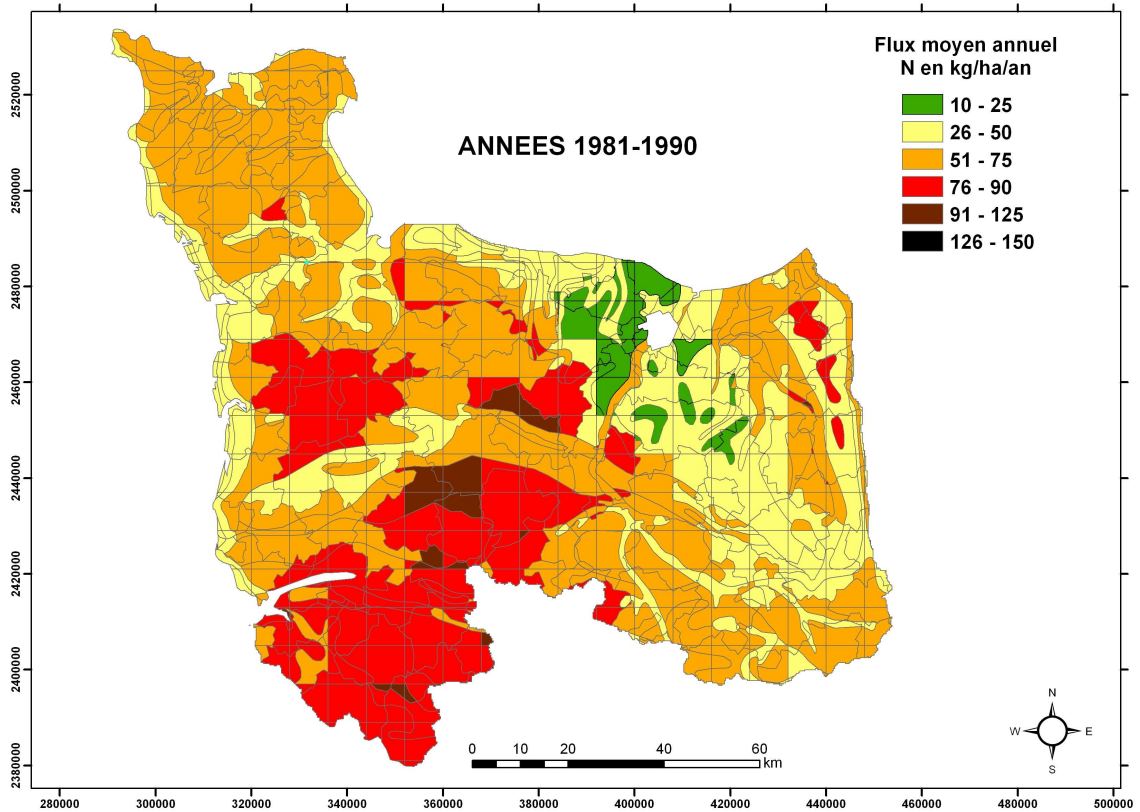 Flux moyen annuel
N en kg/ha/an
10 - 25
26 - 50
51 - 75
76 - 90
91 - 125
126 - 150
ANNEES 1981-1990
2520000
2500000
2480000
2460000
2440000
2420000
2400000
2380000
N
W
E
S
0
10
20
40
60
km
280000
300000
320000
340000
360000
380000
400000
420000
440000
460000
480000
500000